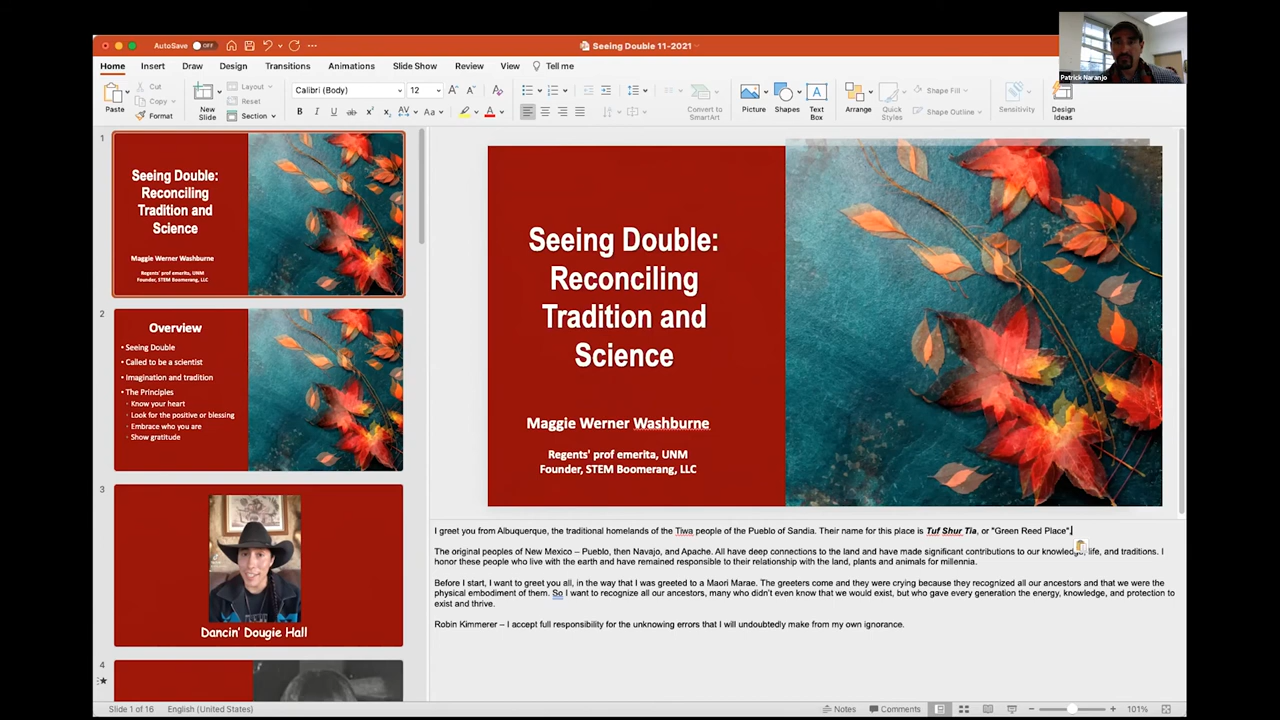 AutoSave OFF
Seeing Double 11-2021
Patrick Naranjo
Home Insert Draw Design Transitions Animations Slide Show Review View Tell me
Paste
Cut
Copy
Format
New Slide
Layout
Reset
Section
Calibri (Body) 12
Convert to SmartArt
Picture
Shapes
Text Box
Arrange
Quick Styles
Shape Fill
Shape Outline
Sensitivity
Design Ideas
1
Seeing Double:
Reconciling
Tradition and
Science
Maggie Werner Washburne
Regents' prof emerita, UNM
Founder, STEM Boomerang, LLC
2
Overview
• Seeing Double
• Called to be a scientist
• Imagination and tradition
• The Principles
◦ Know your heart
◦ Look for the positive or blessing
◦ Embrace who you are
◦ Show gratitude
3
Dancin' Dougie Hall
4
Seeing Double:
Reconciling
Tradition and
Science
Maggie Werner Washburne
Regents' prof emerita, UNM
Founder, STEM Boomerang, LLC
I greet you from Albuquerque, the traditional homelands of the Tiwa people of the Pueblo of Sandia. Their name for this place is Tuf Shur Tia, or "Green Reed Place".
The original peoples of New Mexico – Pueblo, then Navajo, and Apache. All have deep connections to the land and have made significant contributions to our knowledge, life, and traditions. I
honor these people who live with the earth and have remained responsible to their relationship with the land, plants and animals for millennia.
Before I start, I want to greet you all, in the way that I was greeted to a Maori Marae. The greeters come and they were crying because they recognized all our ancestors and that we were the
physical embodiment of them. So I want to recognize all our ancestors, many who didn't even know that we would exist, but who gave every generation the energy, knowledge, and protection to
exist and thrive.
Robin Kimmerer – I accept full responsibility for the unknowing errors that I will undoubtedly make from my own ignorance.
Slide 1 of 16 English (United States) Notes Comments 101%